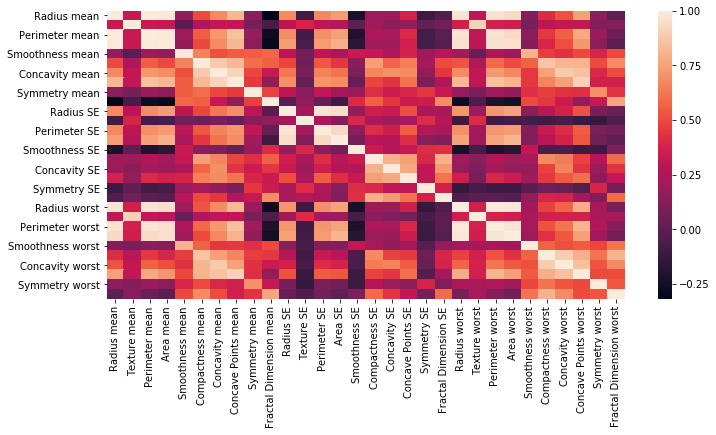 Radius mean
Perimeter mean
Smoothness mean
Concavity mean
Symmetry mean
Radius SE
Perimeter SE
Smoothness SE
Concavity SE
Symmetry SE
Radius worst
Perimeter worst
Smoothness worst
Concavity worst
Symmetry worst
Radius mean
Texture mean
Perimeter mean
Area mean
Smoothness mean
Compactness mean
Concavity mean
Concave Points mean
Symmetry mean
Fractal Dimension mean
Radius SE
Texture SE
Perimeter SE
Area SE
Smoothness SE
Compactness SE
Concavity SE
Concave Points SE
Symmetry SE
Fractal Dimension SE
Radius worst
Texture worst
Perimeter worst
Area worst
Smoothness worst
Compactness worst
Concavity worst
Concave Points worst
Symmetry worst
Fractal Dimension worst
1.00
0.75
0.50
0.25
0.00
−0.25